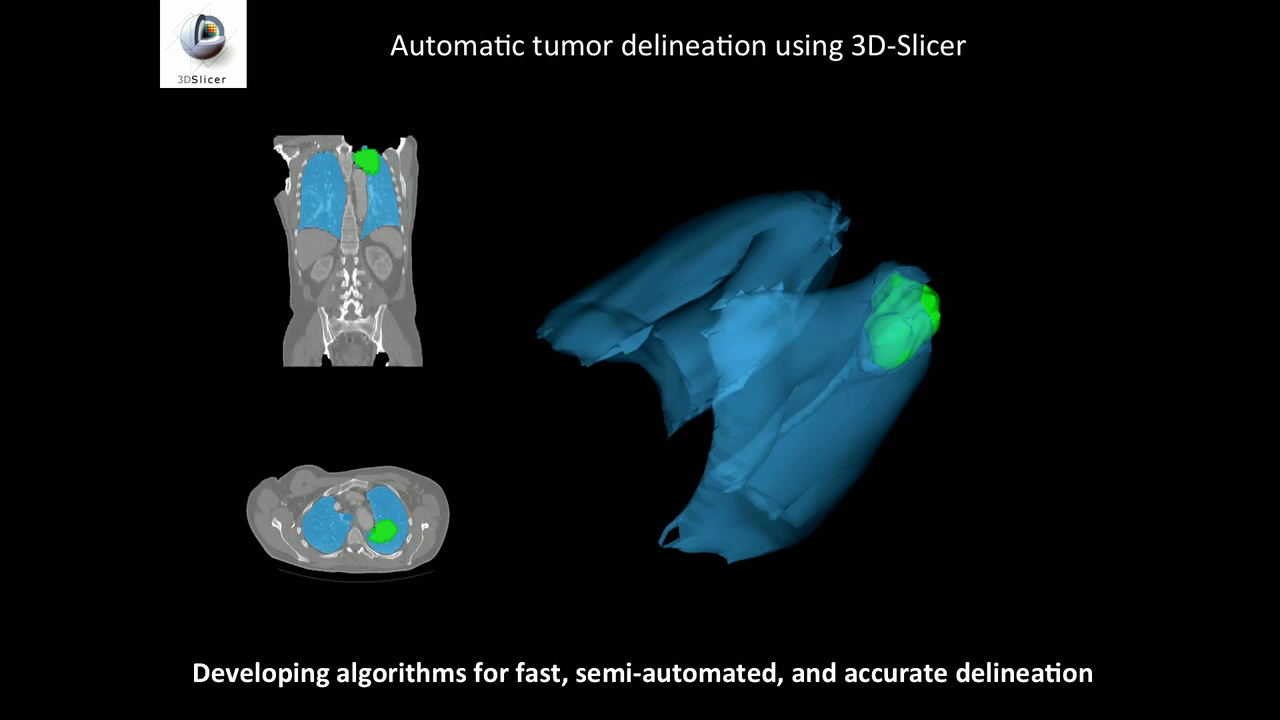 Automatic tumor delineation using 3D-Slicer
3DSlicer
Developing algorithms for fast, semi-automated, and accurate delineation